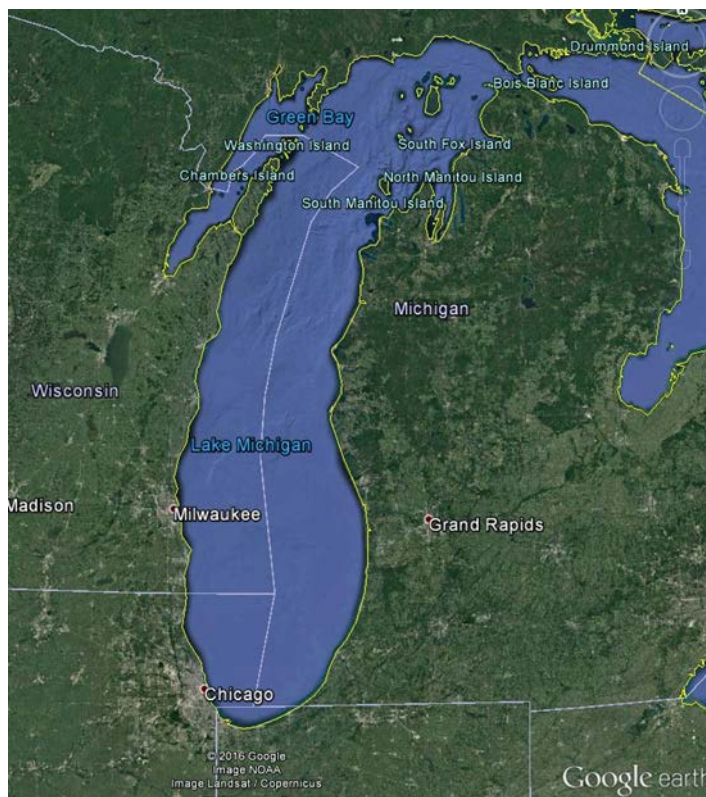 Drummond Island
Bois Blanc Island
Green Bay
Washington Island
South Fox Island
Chambers Island
North Manitou Island
South Manitou Island
Michigan
Wisconsin
Lake Michigan
Madison
Milwaukee
Grand Rapids
Chicago
© 2016 Google
Image NOAA
Image Landsat / Copernicus
Google earth